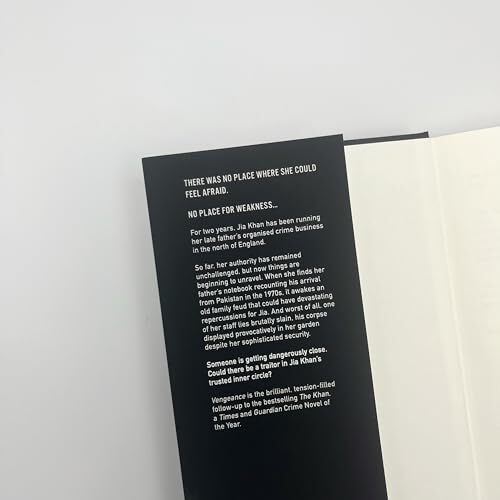 THERE WAS NO PLACE WHERE SHE COULD
FEEL AFRAID.
NO PLACE FOR WEAKNESS...
For two years, Jia Khan has been running
her late father's organised crime business
in the north of England.
So far, her authority has remained
unchallenged, but now things are
beginning to unravel. When she finds her
father's notebook recounting his arrival
from Pakistan in the 1970s, it awakes an
old family feud that could have devastating
repercussions for Jia. And worst of all, one
of her staff lies brutally slain, his corpse
displayed provocatively in her garden
despite her sophisticated security.
Someone is getting dangerously close.
Could there be a traitor in Jia Khan's
trusted inner circle?
Vengeance is the brilliant, tension-filled
follow-up to the bestselling The Khan,
a Times and Guardian Crime Novel of
the Year.